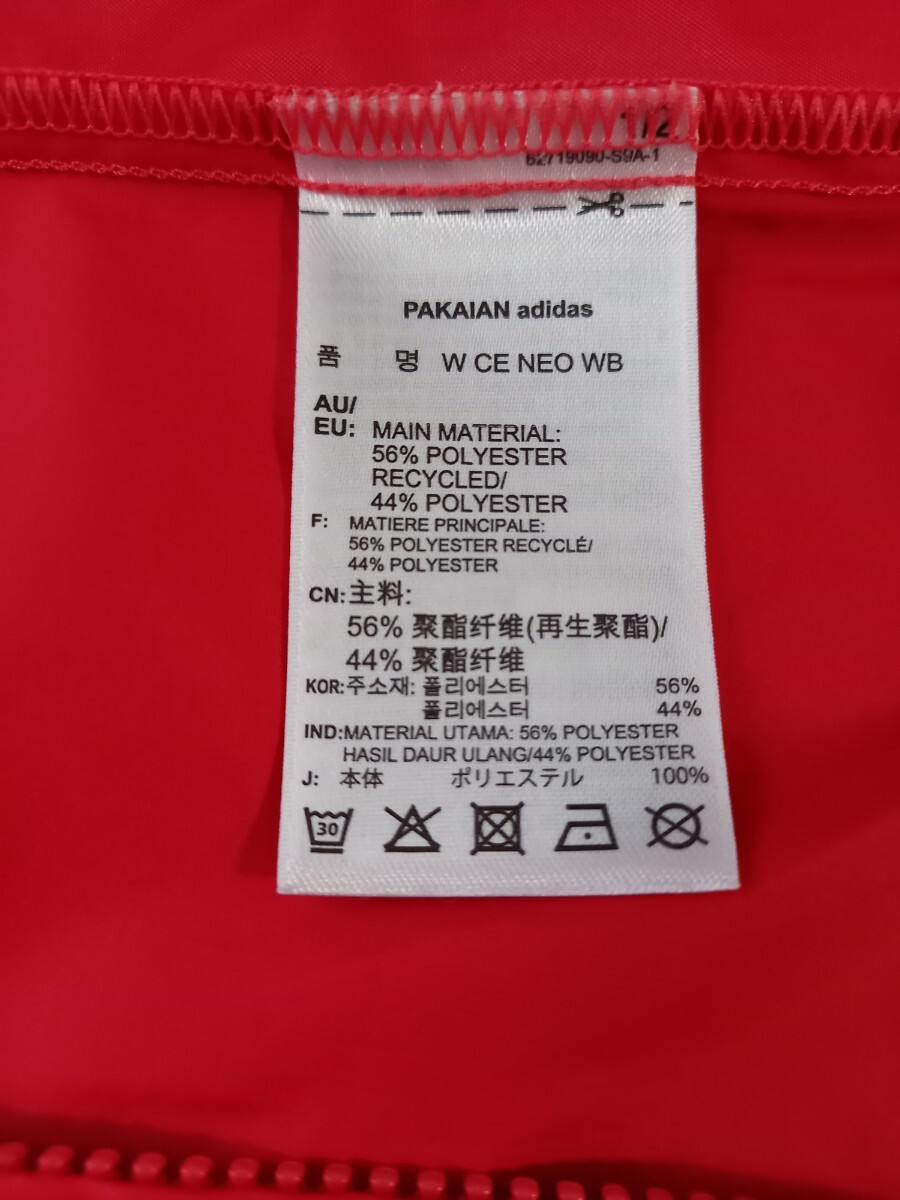 1/2
62719090-S9A-1
PAKAIAN adidas
품 명 W CE NEO WB
AU/
EU: MAIN MATERIAL:
56% POLYESTER
RECYCLED/
44% POLYESTER
F: MATIERE PRINCIPALE:
56% POLYESTER RECYCLÉ/
44% POLYESTER
CN:主料:
56% 聚酯纤维(再生聚酯)/
44% 聚酯纤维
KOR:주소재: 폴리에스터 56%
폴리에스터 44%
IND:MATERIAL UTAMA: 56% POLYESTER
HASIL DAUR ULANG/44% POLYESTER
J: 本体 ポリエステル 100%
30